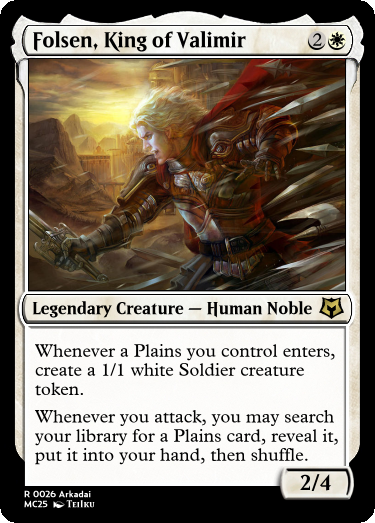 Folsen, King of Valimir 2
Legendary Creature — Human Noble
Whenever a Plains you control enters,
create a 1/1 white Soldier creature
token.
Whenever you attack, you may search
your library for a Plains card, reveal it,
put it into your hand, then shuffle.
2/4
R 0026 Arkadai
MC25 Teiku